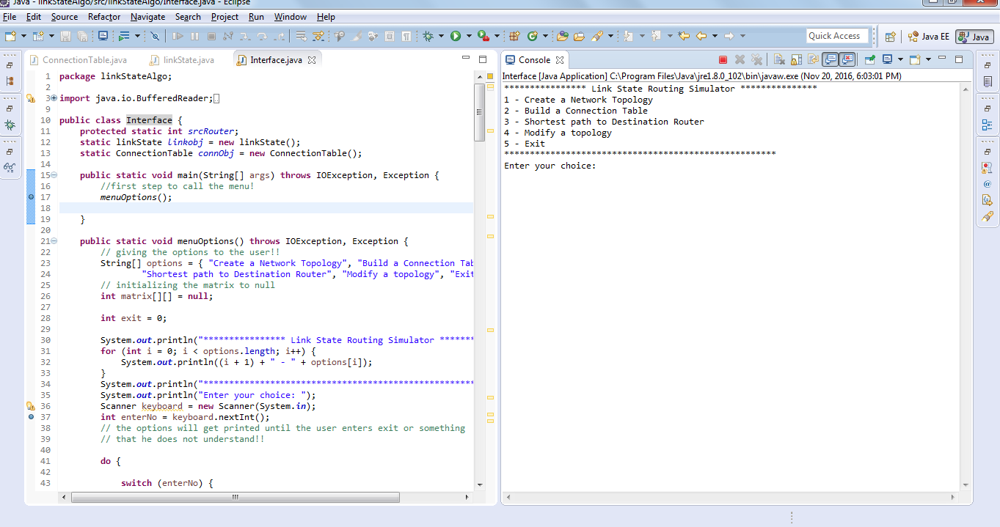 Java - linkStateAlgo/src/linkStateAlgo/Interface.java - Eclipse
File Edit Source Refactor Navigate Search Project Run Window Help
Quick Access Java EE Java
ConnectionTable.java linkState.java Interface.java
1 package linkStateAlgo;
2
3 import java.io.BufferedReader;
9
10 public class Interface {
11 protected static int srcRouter;
12 static linkState linkobj = new linkState();
13 static ConnectionTable connObj = new ConnectionTable();
14
15 public static void main(String[] args) throws IOException, Exception {
16 //first step to call the menu!
17 menuOptions();
18
19 }
20
21 public static void menuOptions() throws IOException, Exception {
22 // giving the options to the user!!
23 String[] options = { "Create a Network Topology", "Build a Connection Tab
24 "Shortest path to Destination Router", "Modify a topology", "Exit
25 // initializing the matrix to null
26 int matrix[][] = null;
27
28 int exit = 0;
29
30 System.out.println("**************** Link State Routing Simulator *******
31 for (int i = 0; i < options.length; i++) {
32 System.out.println((i + 1) + " - " + options[i]);
33 }
34 System.out.println("*****************************************************
35 System.out.println("Enter your choice: ");
36 Scanner keyboard = new Scanner(System.in);
37 int enterNo = keyboard.nextInt();
38 // the options will get printed until the user enters exit or something
39 // that he does not understand!!
40
41 do {
42
43 switch (enterNo) {
Console
Interface [Java Application] C:\Program Files\Java\jre1.8.0_102\bin\javaw.exe (Nov 20, 2016, 6:03:01 PM)
**************** Link State Routing Simulator ***************
1 - Create a Network Topology
2 - Build a Connection Table
3 - Shortest path to Destination Router
4 - Modify a topology
5 - Exit
*****************************************************
Enter your choice: